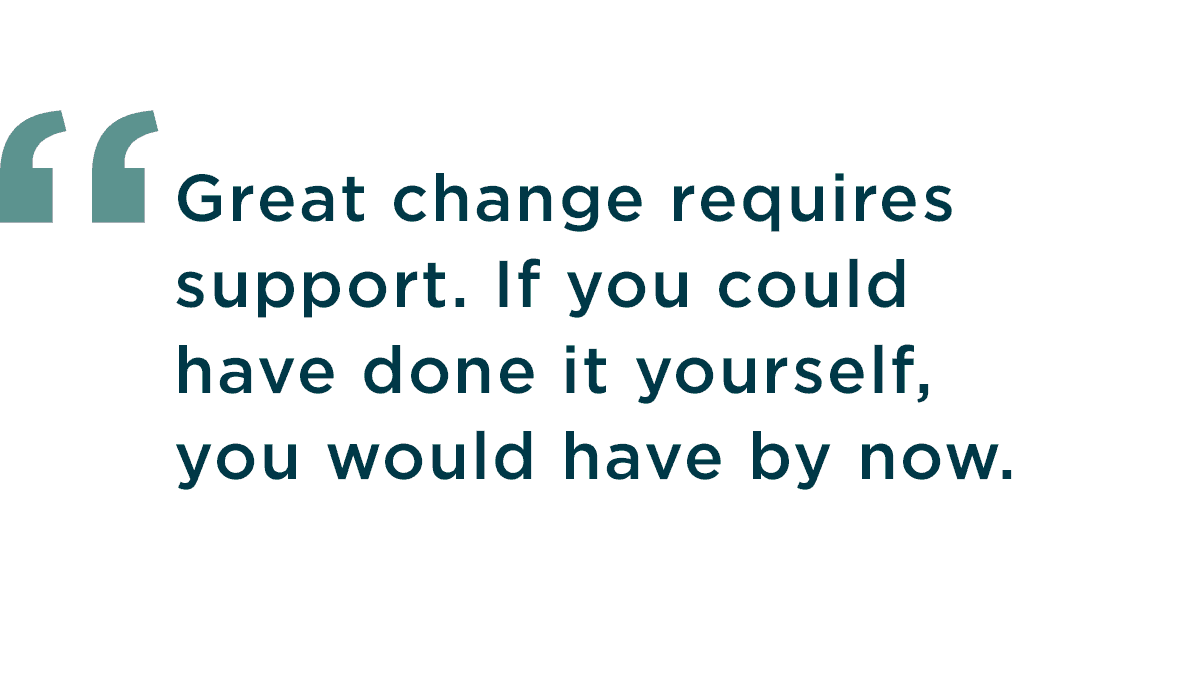 “Great change requires
support. If you could
have done it yourself,
you would have by now.